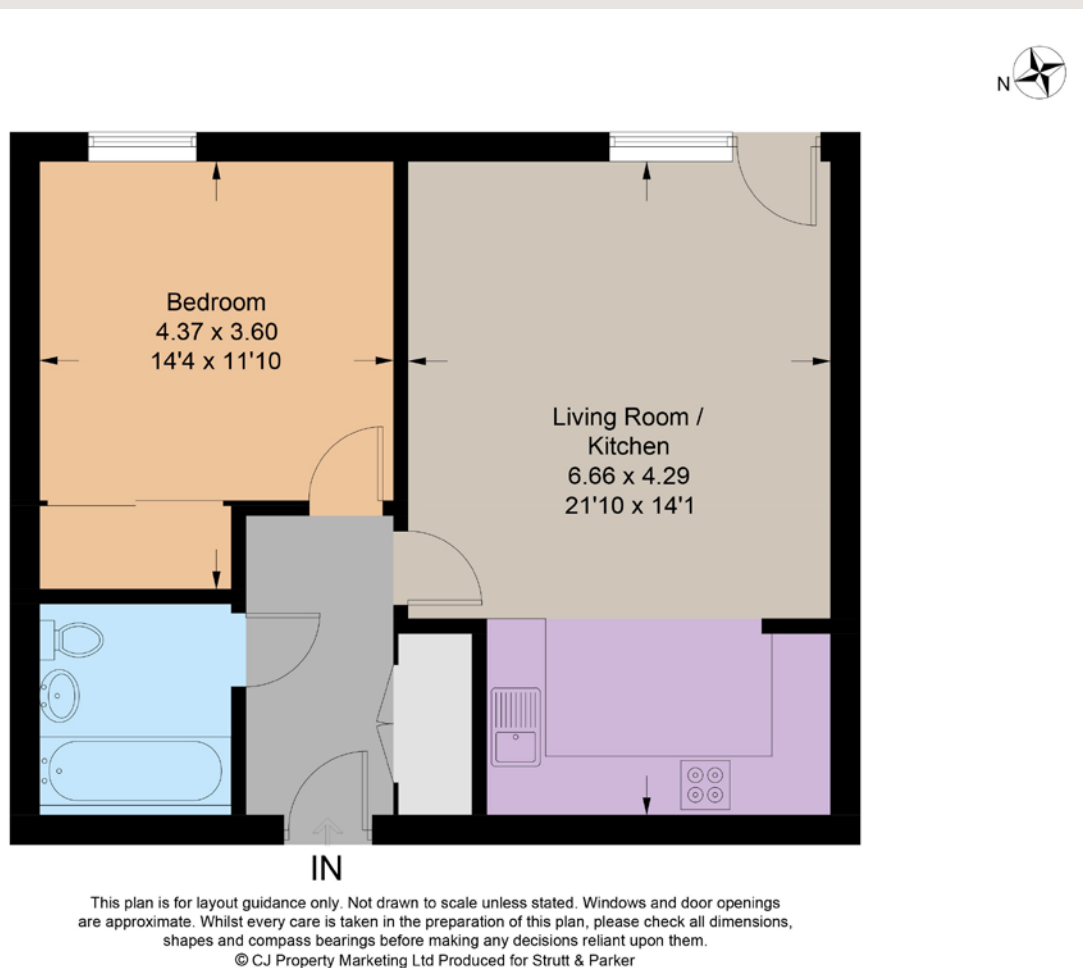 N
Bedroom
4.37 x 3.60
14'4 x 11'10
Living Room /
Kitchen
6.66 x 4.29
21'10 x 14'1
IN
This plan is for layout guidance only. Not drawn to scale unless stated. Windows and door openings
are approximate. Whilst every care is taken in the preparation of this plan, please check all dimensions,
shapes and compass bearings before making any decisions reliant upon them.
© CJ Property Marketing Ltd Produced for Strutt & Parker